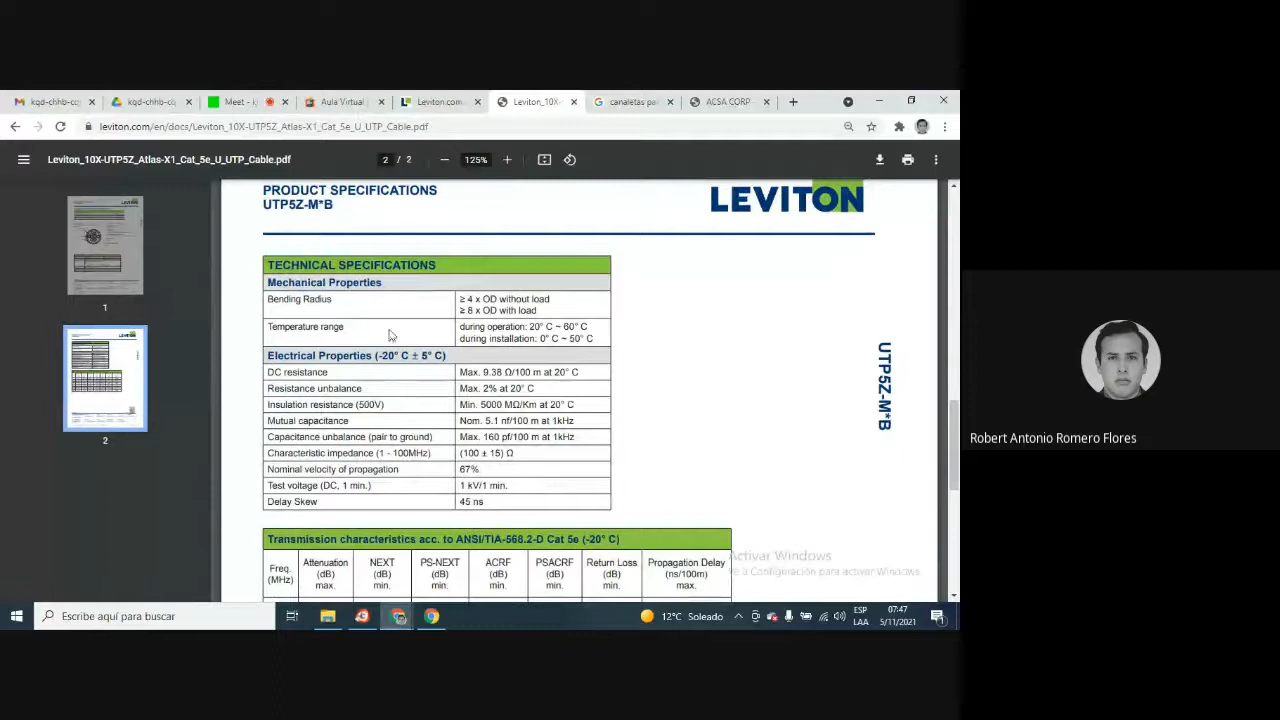 kqd-chhb-cq
kqd-chhb-cq
Meet - k
Aula Virtual
Leviton.com
Leviton_10X-
canaletas pa
ACSA CORP
leviton.com/en/docs/Leviton_10X-UTP5Z_Atlas-X1_Cat_5e_U_UTP_Cable.pdf
Leviton_10X-UTP5Z_Atlas-X1_Cat_5e_U_UTP_Cable.pdf
2 / 2
125%
PRODUCT SPECIFICATIONS
UTP5Z-M*B
LEVITON
TECHNICAL SPECIFICATIONS
Mechanical Properties
Bending Radius ≥ 4 x OD without load
≥ 8 x OD with load
Temperature range during operation: 20° C ~ 60° C
during installation: 0° C ~ 50° C
Electrical Properties (-20° C ± 5° C)
DC resistance Max. 9.38 Ω/100 m at 20° C
Resistance unbalance Max. 2% at 20° C
Insulation resistance (500V) Min. 5000 MΩ/Km at 20° C
Mutual capacitance Nom. 5.1 nf/100 m at 1kHz
Capacitance unbalance (pair to ground) Max. 160 pf/100 m at 1kHz
Characteristic impedance (1 - 100MHz) (100 ± 15) Ω
Nominal velocity of propagation 67%
Test voltage (DC, 1 min.) 1 kV/1 min.
Delay Skew 45 ns
UTP5Z-M*B
Transmission characteristics acc. to ANSI/TIA-568.2-D Cat 5e (-20° C)
Freq. (MHz)
Attenuation (dB) max.
NEXT (dB) min.
PS-NEXT (dB) min.
ACRF (dB) min.
PSACRF (dB) min.
Return Loss (dB) min.
Propagation Delay (ns/100m) max.
1
2
Activar Windows
Ve a Configuración para activar Windows.
Escribe aquí para buscar
12°C Soleado
ESP
LAA
07:47
5/11/2021
1
Robert Antonio Romero Flores